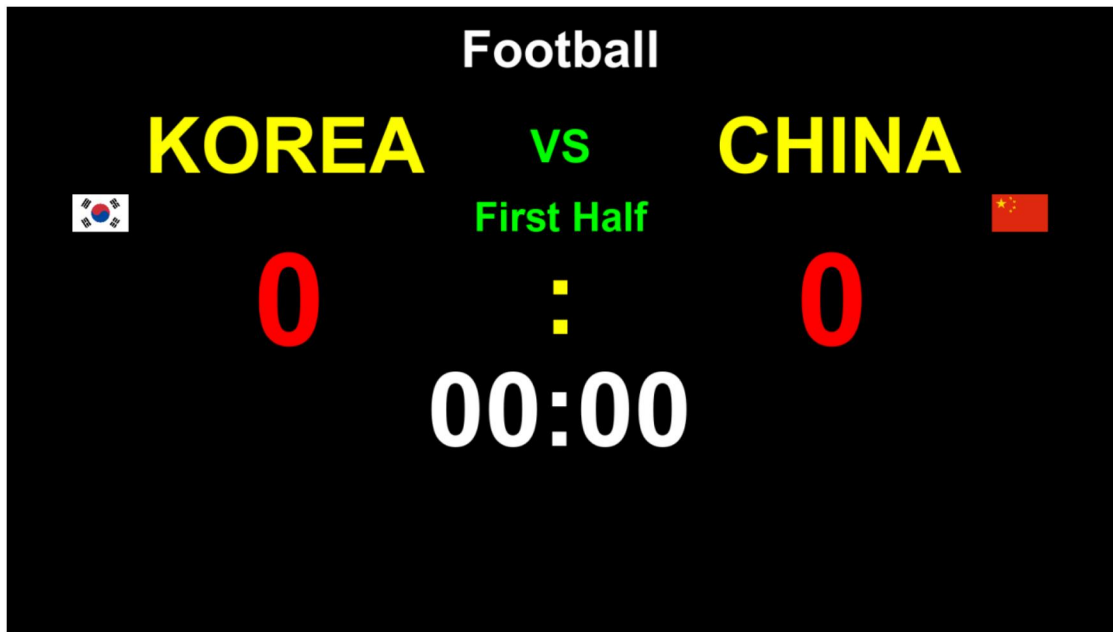 Football
KOREA VS CHINA
First Half
0 : 0
00:00